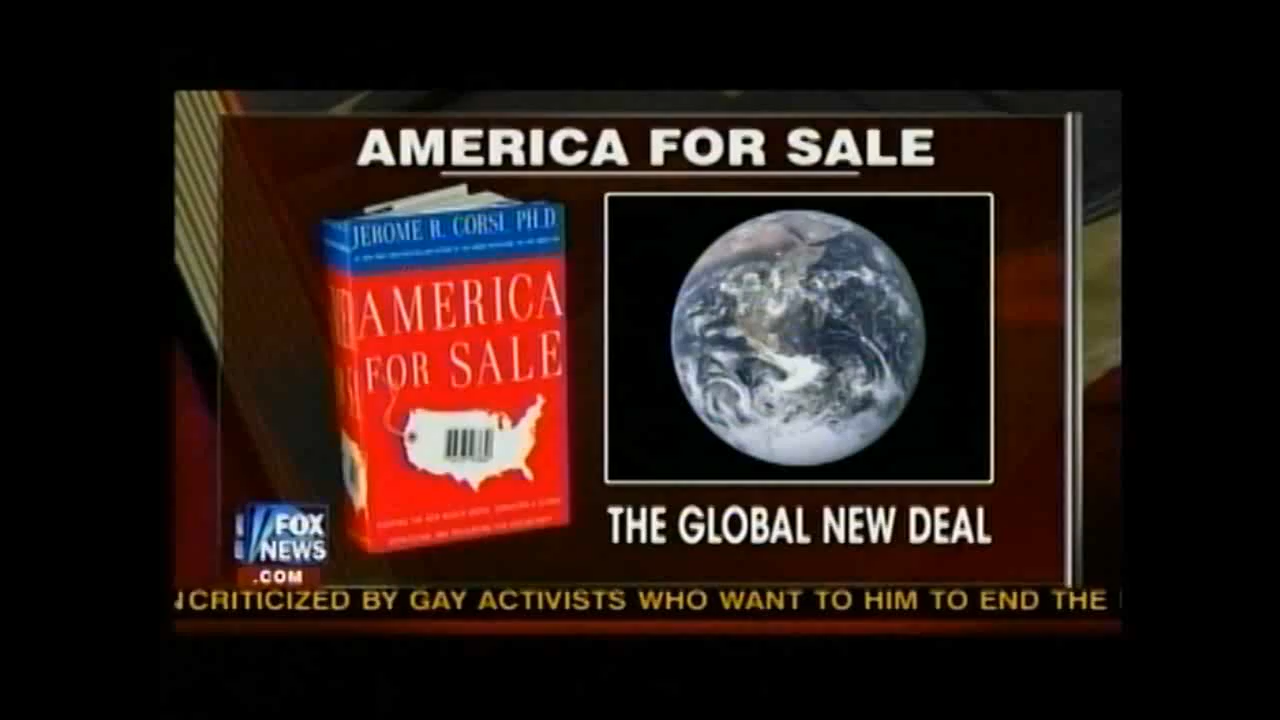 AMERICA FOR SALE
JEROME R. CORSI, PH.D.
AMERICA
FOR SALE
THE GLOBAL NEW DEAL
FOX
NEWS
.COM
CRITICIZED BY GAY ACTIVISTS WHO WANT TO HIM TO END THE